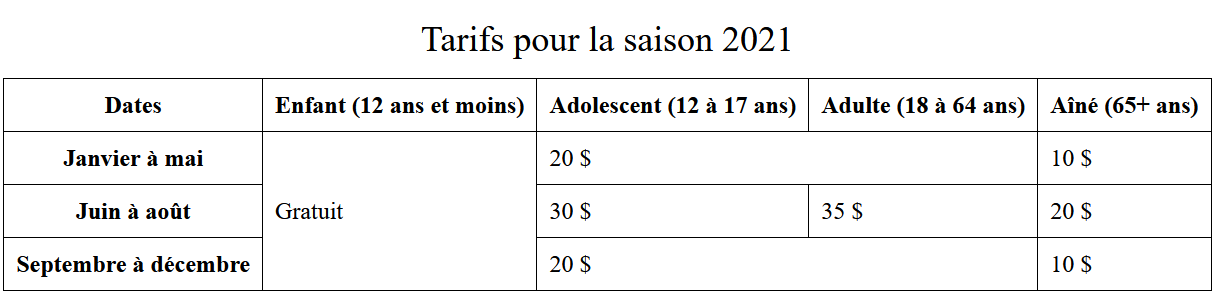 Tarifs pour la saison 2021
Dates Enfant (12 ans et moins) Adolescent (12 à 17 ans) Adulte (18 à 64 ans) Aîné (65+ ans)
Janvier à mai 20 $ 10 $
Juin à août Gratuit 30 $ 35 $ 20 $
Septembre à décembre 20 $ 10 $